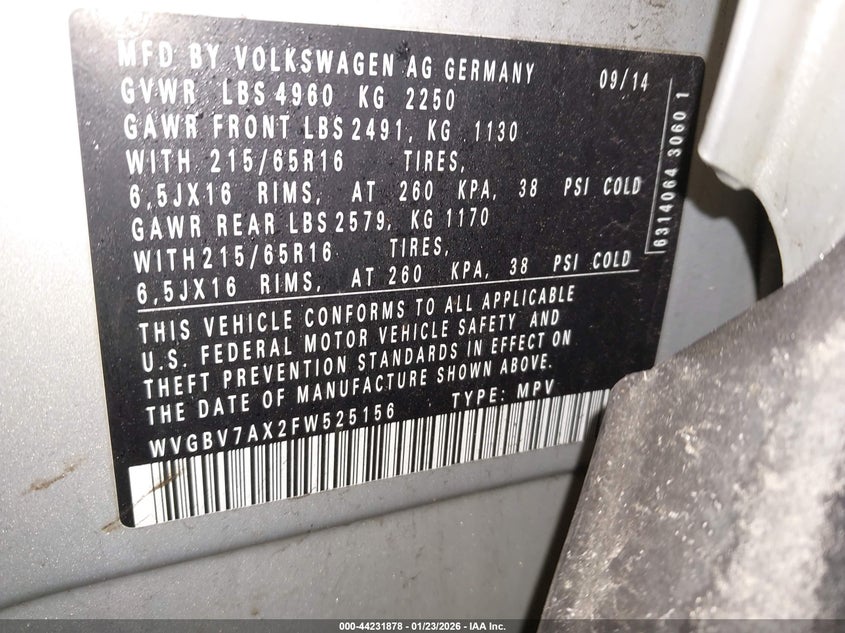 MFD BY VOLKSWAGEN AG GERMANY 09/14
GVWR LBS 4960 KG 2250
GAWR FRONT LBS 2491, KG 1130
WITH 215/65R16 TIRES,
6,5JX16 RIMS, AT 260 KPA, 38 PSI COLD
GAWR REAR LBS 2579, KG 1170
WITH 215/65R16 TIRES,
6,5JX16 RIMS, AT 260 KPA, 38 PSI COLD
THIS VEHICLE CONFORMS TO ALL APPLICABLE
U.S. FEDERAL MOTOR VEHICLE SAFETY AND
THEFT PREVENTION STANDARDS IN EFFECT ON
THE DATE OF MANUFACTURE SHOWN ABOVE.
WVGBV7AX2FW525156 TYPE: MPV
6314064 3060 1
000-44231878 - 01/23/2026 - IAA Inc.